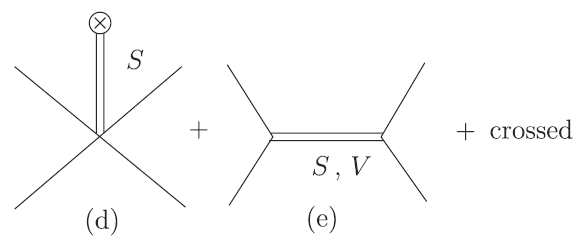 S
+
+ crossed
S , V
(d)
(e)